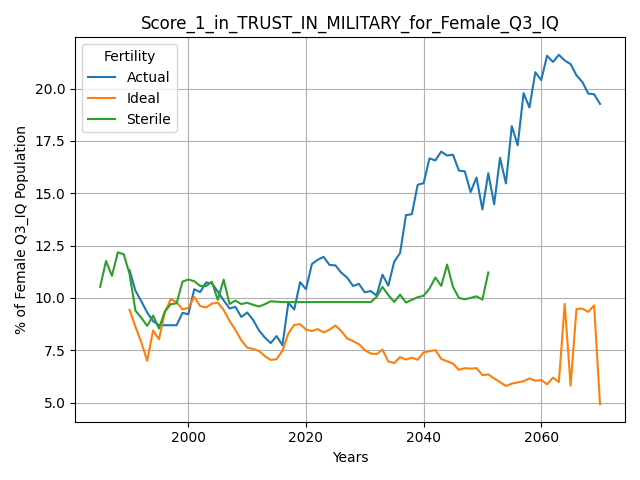 Score_1_in_TRUST_IN_MILITARY_for_Female_Q3_IQ
Fertility
Actual
Ideal
Sterile
% of Female Q3_IQ Population
20.0
17.5
15.0
12.5
10.0
7.5
5.0
2000
2020
2040
2060
Years